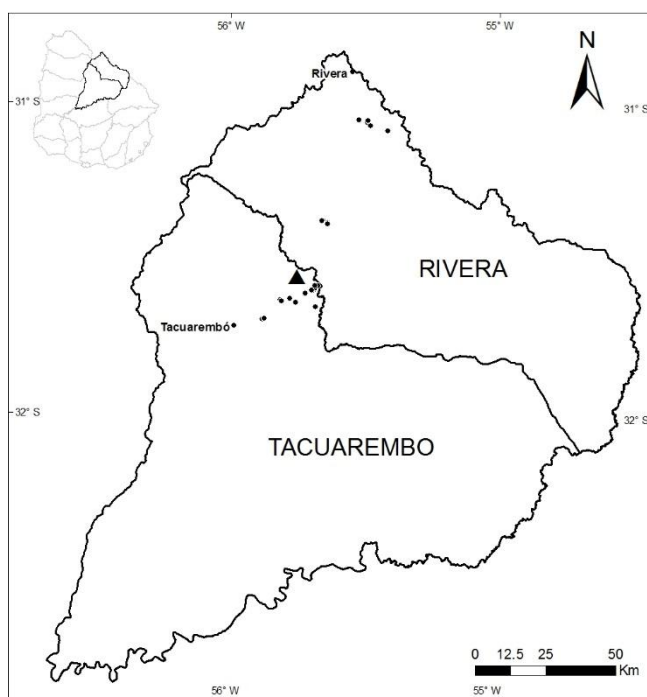 56° W
55° W
N
Rivera
31° S
31° S
RIVERA
Tacuarembó
32° S
32° S
TACUAREMBO
0 12.5 25 50
Km
56° W
55° W